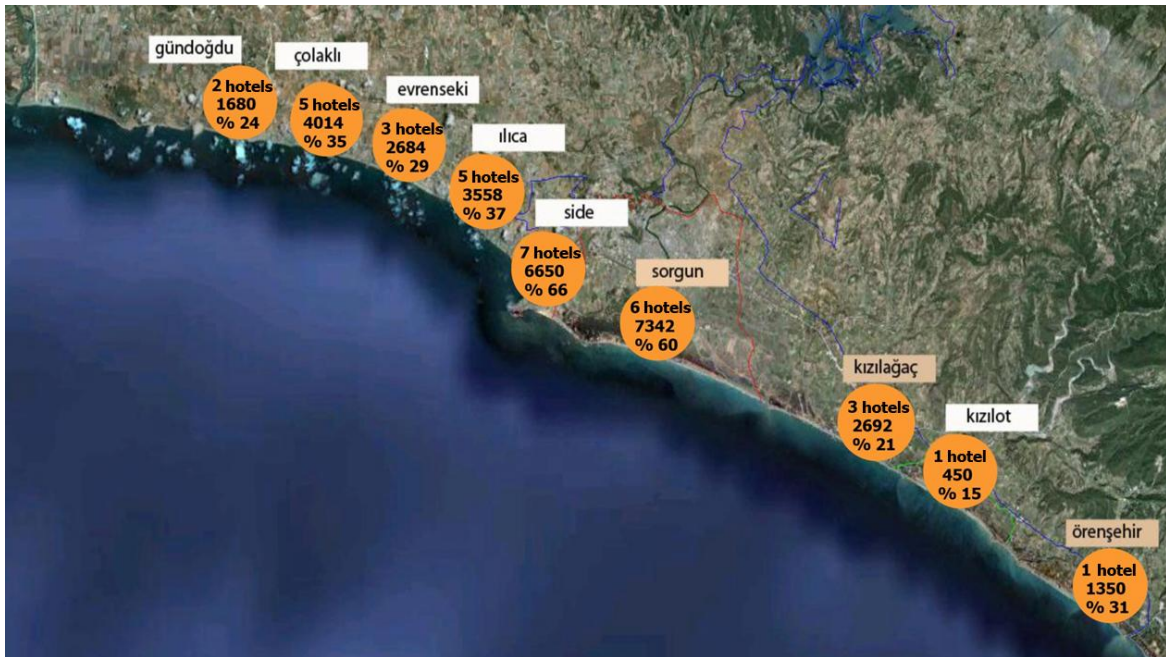 gündoğdu
2 hotels
1680
% 24
çolaklı
5 hotels
4014
% 35
evrenseki
3 hotels
2684
% 29
ılıca
5 hotels
3558
% 37
side
7 hotels
6650
% 66
sorgun
6 hotels
7342
% 60
kızılağaç
3 hotels
2692
% 21
kızılot
1 hotel
450
% 15
örenşehir
1 hotel
1350
% 31